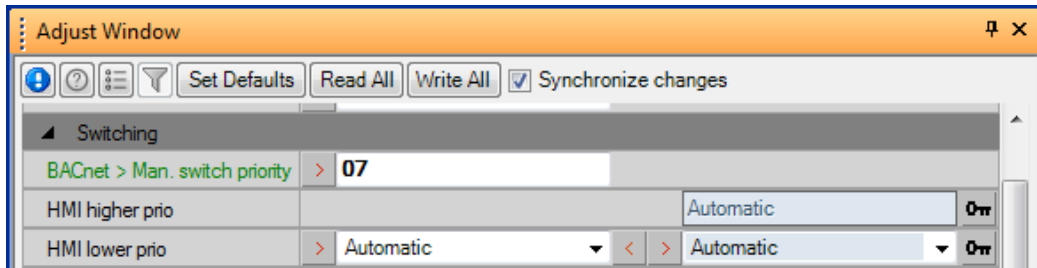 Adjust Window
Set Defaults Read All Write All Synchronize changes
Switching
BACnet > Man. switch priority > 07
HMI higher prio Automatic
HMI lower prio > Automatic < > Automatic